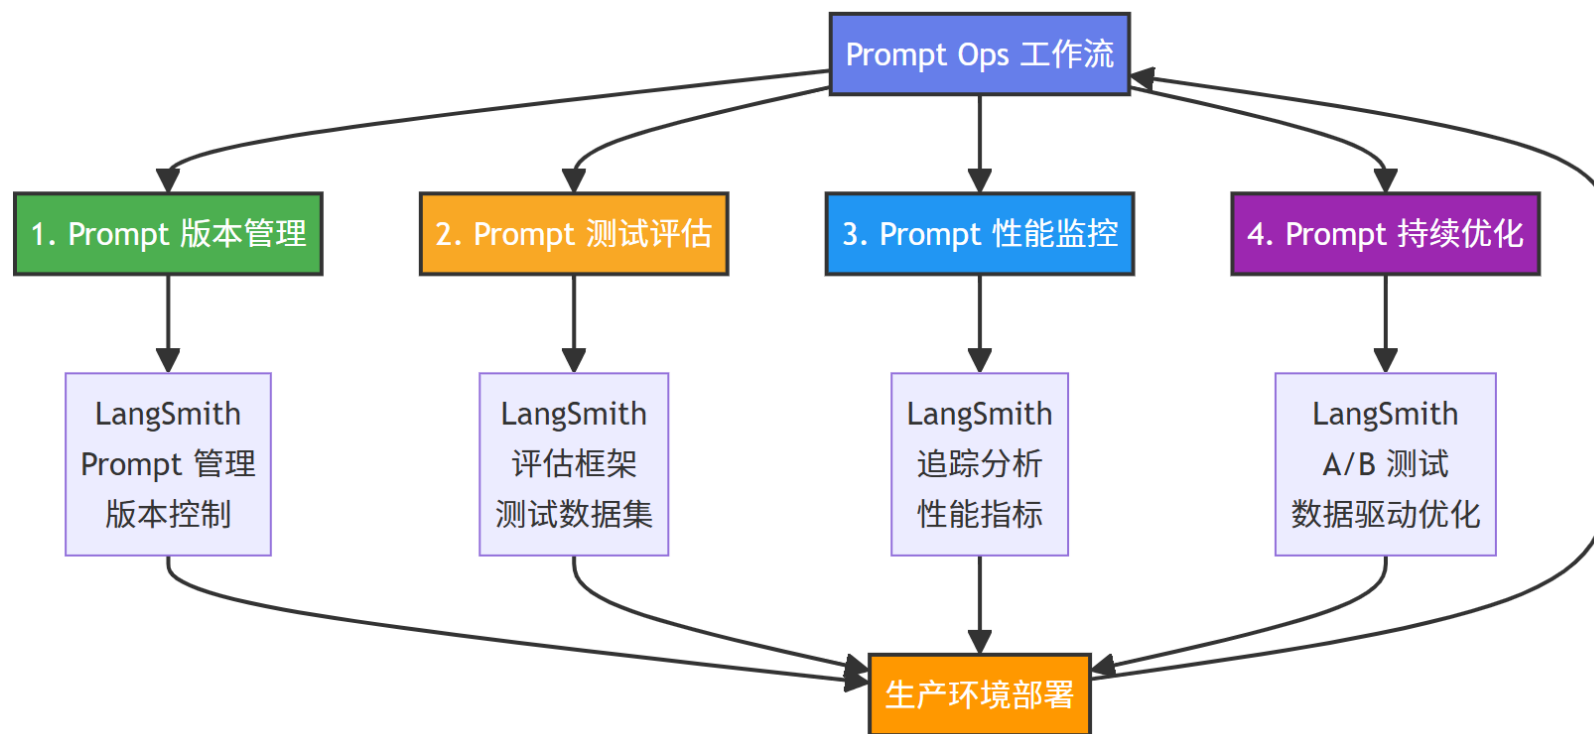 Prompt Ops 工作流
1. Prompt 版本管理
2. Prompt 测试评估
3. Prompt 性能监控
4. Prompt 持续优化
LangSmith
Prompt 管理
版本控制
LangSmith
评估框架
测试数据集
LangSmith
追踪分析
性能指标
LangSmith
A/B 测试
数据驱动优化
生产环境部署